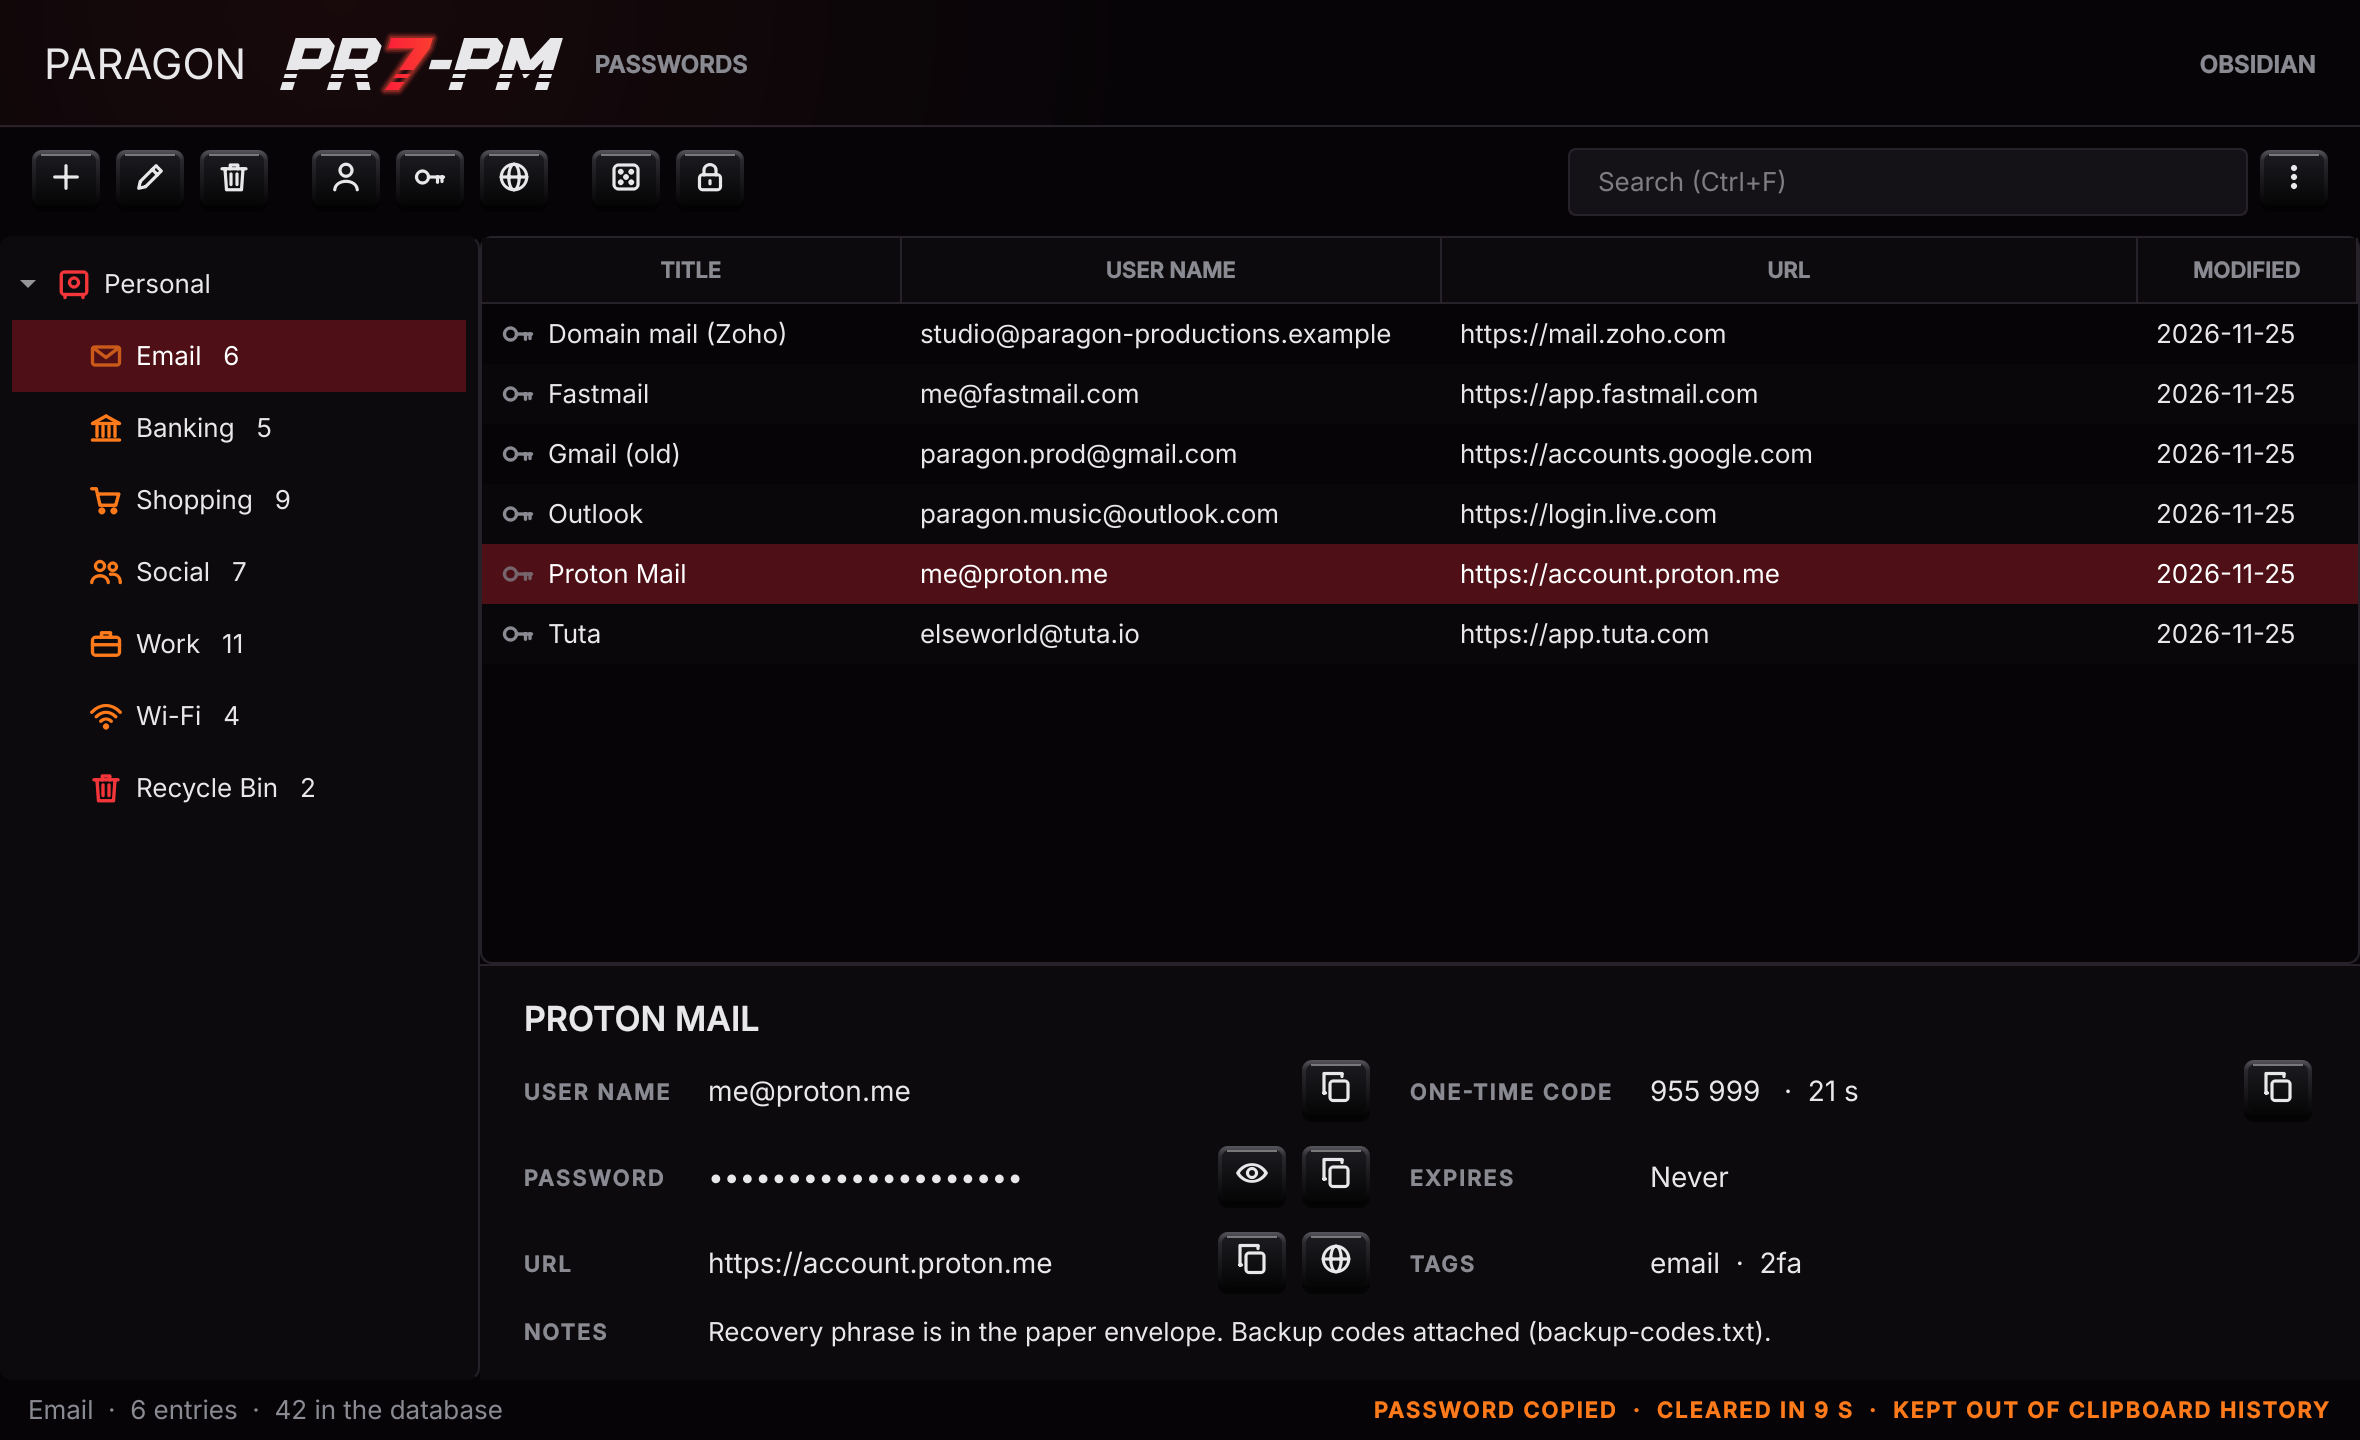 PARAGON PR7-PM PASSWORDS OBSIDIAN
Search (Ctrl+F)
Personal
Email 6
Banking 5
Shopping 9
Social 7
Work 11
Wi-Fi 4
Recycle Bin 2
TITLE USER NAME URL MODIFIED
Domain mail (Zoho) studio@paragon-productions.example https://mail.zoho.com 2026-11-25
Fastmail me@fastmail.com https://app.fastmail.com 2026-11-25
Gmail (old) paragon.prod@gmail.com https://accounts.google.com 2026-11-25
Outlook paragon.music@outlook.com https://login.live.com 2026-11-25
Proton Mail me@proton.me https://account.proton.me 2026-11-25
Tuta elseworld@tuta.io https://app.tuta.com 2026-11-25
PROTON MAIL
USER NAME me@proton.me ONE-TIME CODE 955 999 · 21 s
PASSWORD •••••••••••••••••••• EXPIRES Never
URL https://account.proton.me TAGS email · 2fa
NOTES Recovery phrase is in the paper envelope. Backup codes attached (backup-codes.txt).
Email · 6 entries · 42 in the database PASSWORD COPIED · CLEARED IN 9 S · KEPT OUT OF CLIPBOARD HISTORY